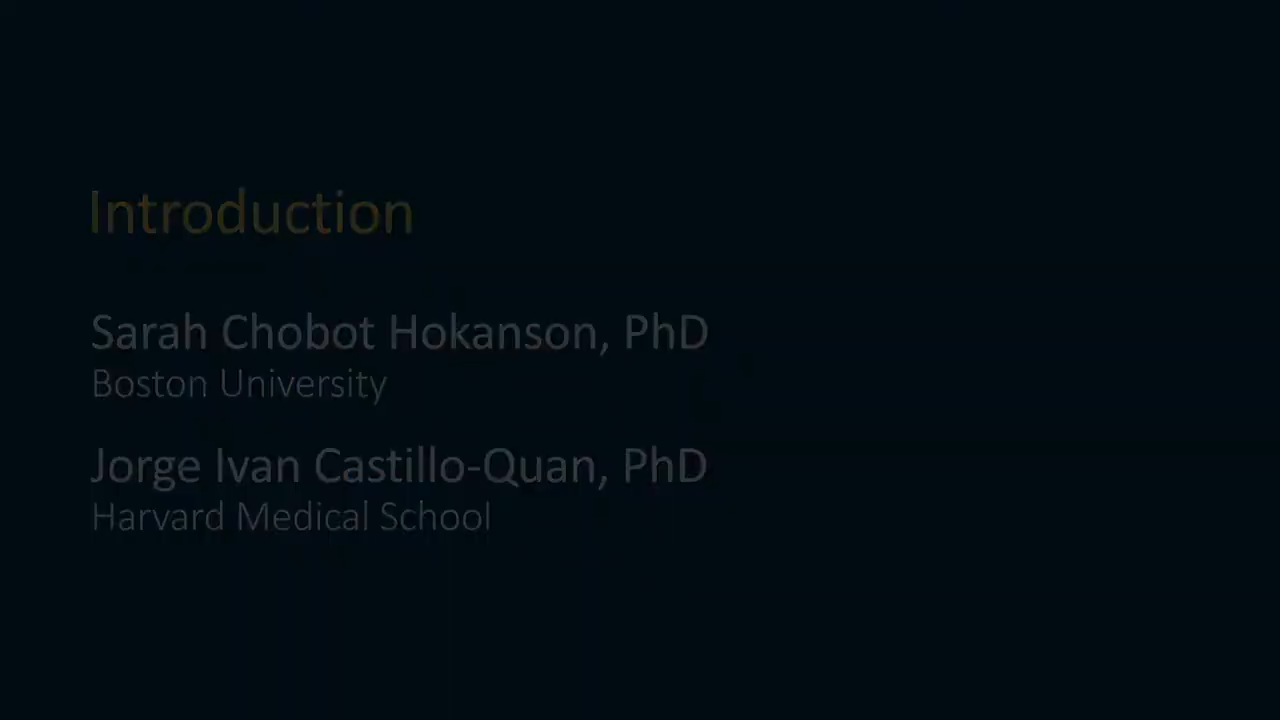 Introduction
Sarah Chobot Hokanson, PhD
Boston University
Jorge Ivan Castillo-Quan, PhD
Harvard Medical School